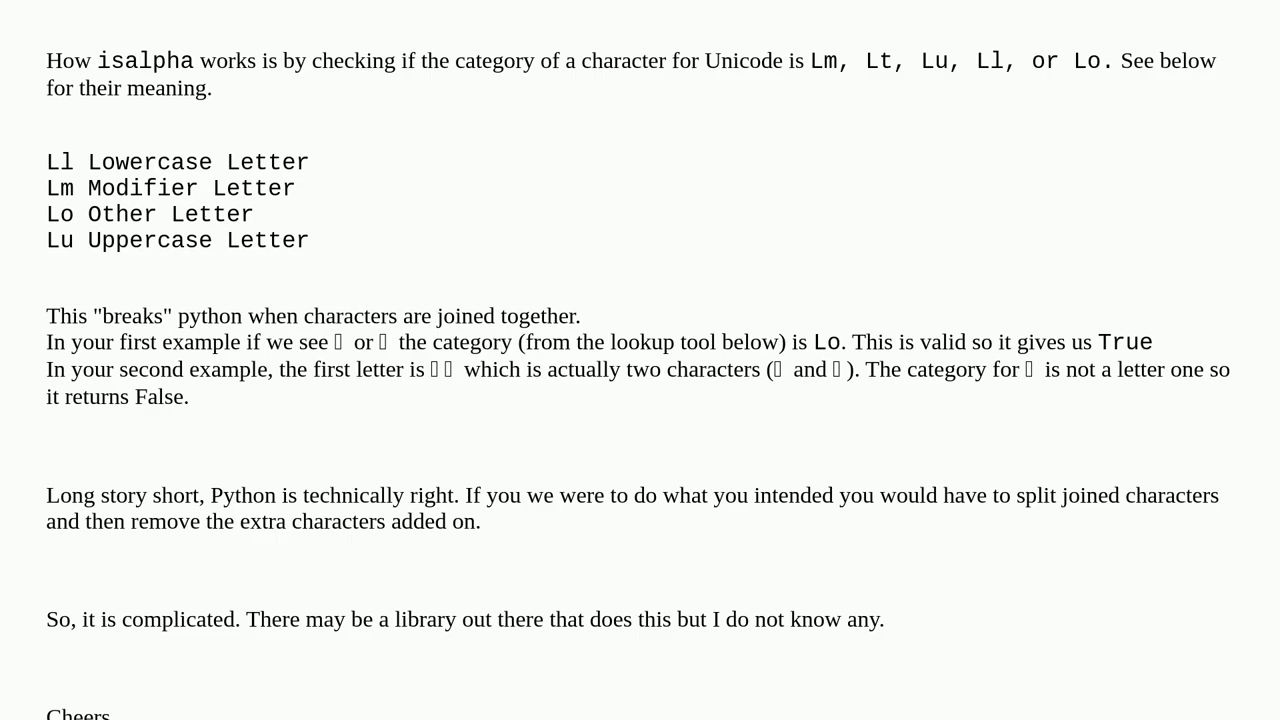 How isalpha works is by checking if the category of a character for Unicode is Lm, Lt, Lu, Ll, or Lo. See below
for their meaning.
Ll Lowercase Letter
Lm Modifier Letter
Lo Other Letter
Lu Uppercase Letter
This "breaks" python when characters are joined together.
In your first example if we see or the category (from the lookup tool below) is Lo. This is valid so it gives us True
In your second example, the first letter is which is actually two characters ( and ). The category for is not a letter one so
it returns False.
Long story short, Python is technically right. If you we were to do what you intended you would have to split joined characters
and then remove the extra characters added on.
So, it is complicated. There may be a library out there that does this but I do not know any.
Cheers